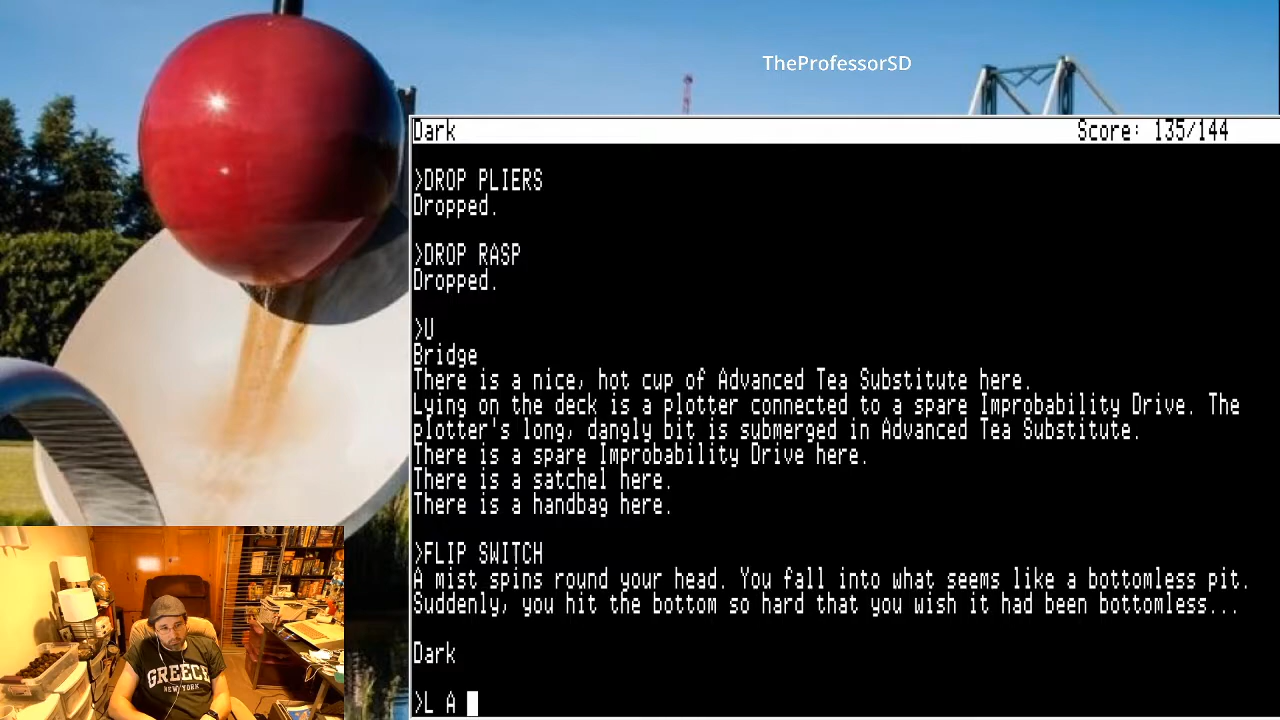 TheProfessorSD
Dark Score: 135/144
>DROP PLIERS
Dropped.
>DROP RASP
Dropped.
>U
Bridge
There is a nice, hot cup of Advanced Tea Substitute here.
Lying on the deck is a plotter connected to a spare Improbability Drive. The
plotter's long, dangly bit is submerged in Advanced Tea Substitute.
There is a spare Improbability Drive here.
There is a satchel here.
There is a handbag here.
>FLIP SWITCH
A mist spins round your head. You fall into what seems like a bottomless pit.
Suddenly, you hit the bottom so hard that you wish it had been bottomless...
Dark
>L A
GREECE
NEW YORK